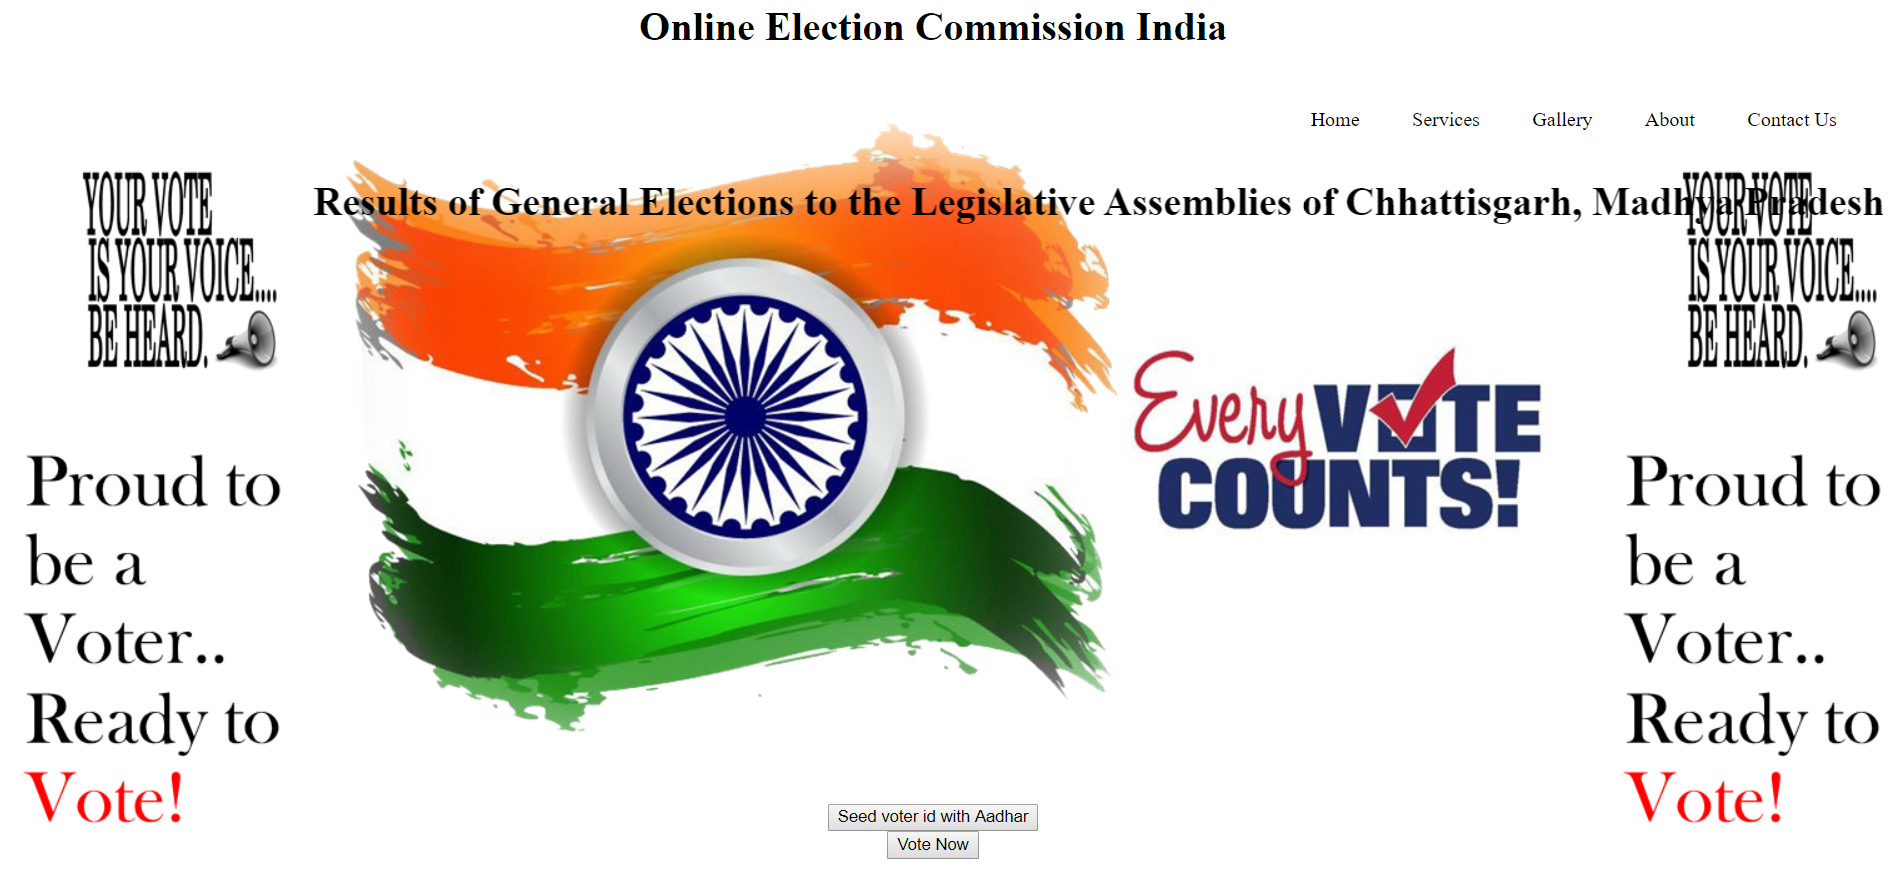 Online Election Commission India
Home Services Gallery About Contact Us
Results of General Elections to the Legislative Assemblies of Chhattisgarh, Madhya Pradesh
YOUR VOTE
IS YOUR VOICE....
BE HEARD.
Proud to
be a
Voter..
Ready to
Vote!
Every VOTE
COUNTS!
YOUR VOTE
IS YOUR VOICE....
BE HEARD.
Proud to
be a
Voter..
Ready to
Vote!
Seed voter id with Aadhar
Vote Now